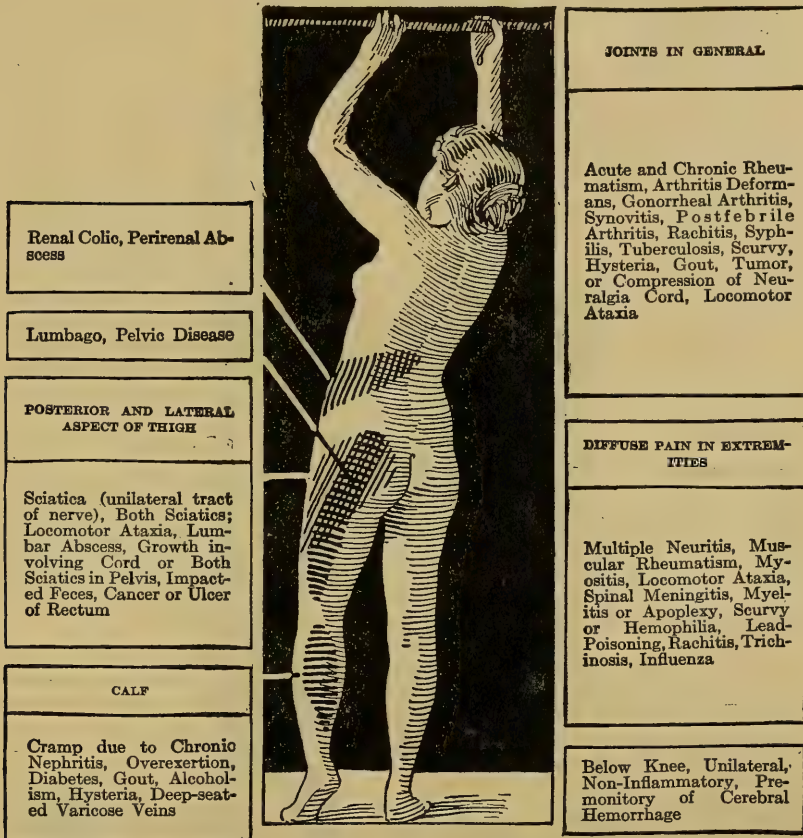 Renal Colic, Perirenal Ab-
scess
Lumbago, Pelvic Disease
POSTERIOR AND LATERAL
ASPECT OF THIGH
Sciatica (unilateral tract
of nerve), Both Sciatics;
Locomotor Ataxia, Lum-
bar Abscess, Growth in-
volving Cord or Both
Sciatics in Pelvis, Impact-
ed Feces, Cancer or Ulcer
of Rectum
CALF
Cramp due to Chronic
Nephritis, Overexertion,
Diabetes, Gout, Alcohol-
ism, Hysteria, Deep-seat-
ed Varicose Veins
JOINTS IN GENERAL
Acute and Chronic Rheu-
matism, Arthritis Deform-
ans, Gonorrheal Arthritis,
Synovitis, Postfebrile
Arthritis, Rachitis, Syph-
ilis, Tuberculosis, Scurvy,
Hysteria, Gout, Tumor,
or Compression of Neu-
ralgia Cord, Locomotor
Ataxia
DIFFUSE PAIN IN EXTREM-
ITIES
Multiple Neuritis, Mus-
cular Rheumatism, My-
ositis, Locomotor Ataxia,
Spinal Meningitis, Myel-
itis or Apoplexy, Scurvy
or Hemophilia, Lead-
Poisoning, Rachitis, Trich-
inosis, Influenza
Below Knee, Unilateral,
Non-Inflammatory, Pre-
monitory of Cerebral
Hemorrhage